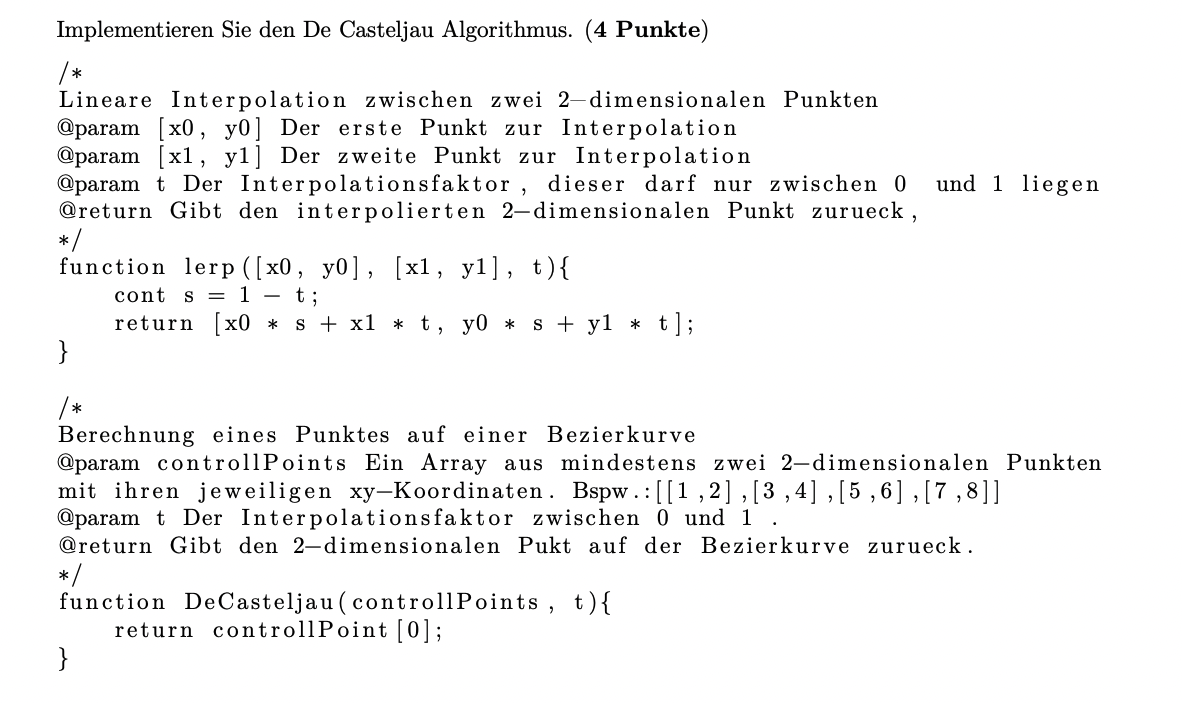 Implementieren Sie den De Casteljau Algorithmus. (4 Punkte)
/*
Lineare Interpolation zwischen zwei 2-dimensionalen Punkten
@param [x0, y0] Der erste Punkt zur Interpolation
@param [x1, y1] Der zweite Punkt zur Interpolation
@param t Der Interpolationsfaktor, dieser darf nur zwischen 0 und 1 liegen
@return Gibt den interpolierten 2-dimensionalen Punkt zurueck,
*/
function lerp([x0, y0], [x1, y1], t){
    cont s = 1 - t;
    return [x0 * s + x1 * t, y0 * s + y1 * t];
}
/*
Berechnung eines Punktes auf einer Bezierkurve
@param controllPoints Ein Array aus mindestens zwei 2-dimensionalen Punkten
mit ihren jeweiligen xy-Koordinaten. Bspw.:[[1,2],[3,4],[5,6],[7,8]]
@param t Der Interpolationsfaktor zwischen 0 und 1 .
@return Gibt den 2-dimensionalen Pukt auf der Bezierkurve zurueck.
*/
function DeCasteljau(controllPoints, t){
    return controllPoint[0];
}